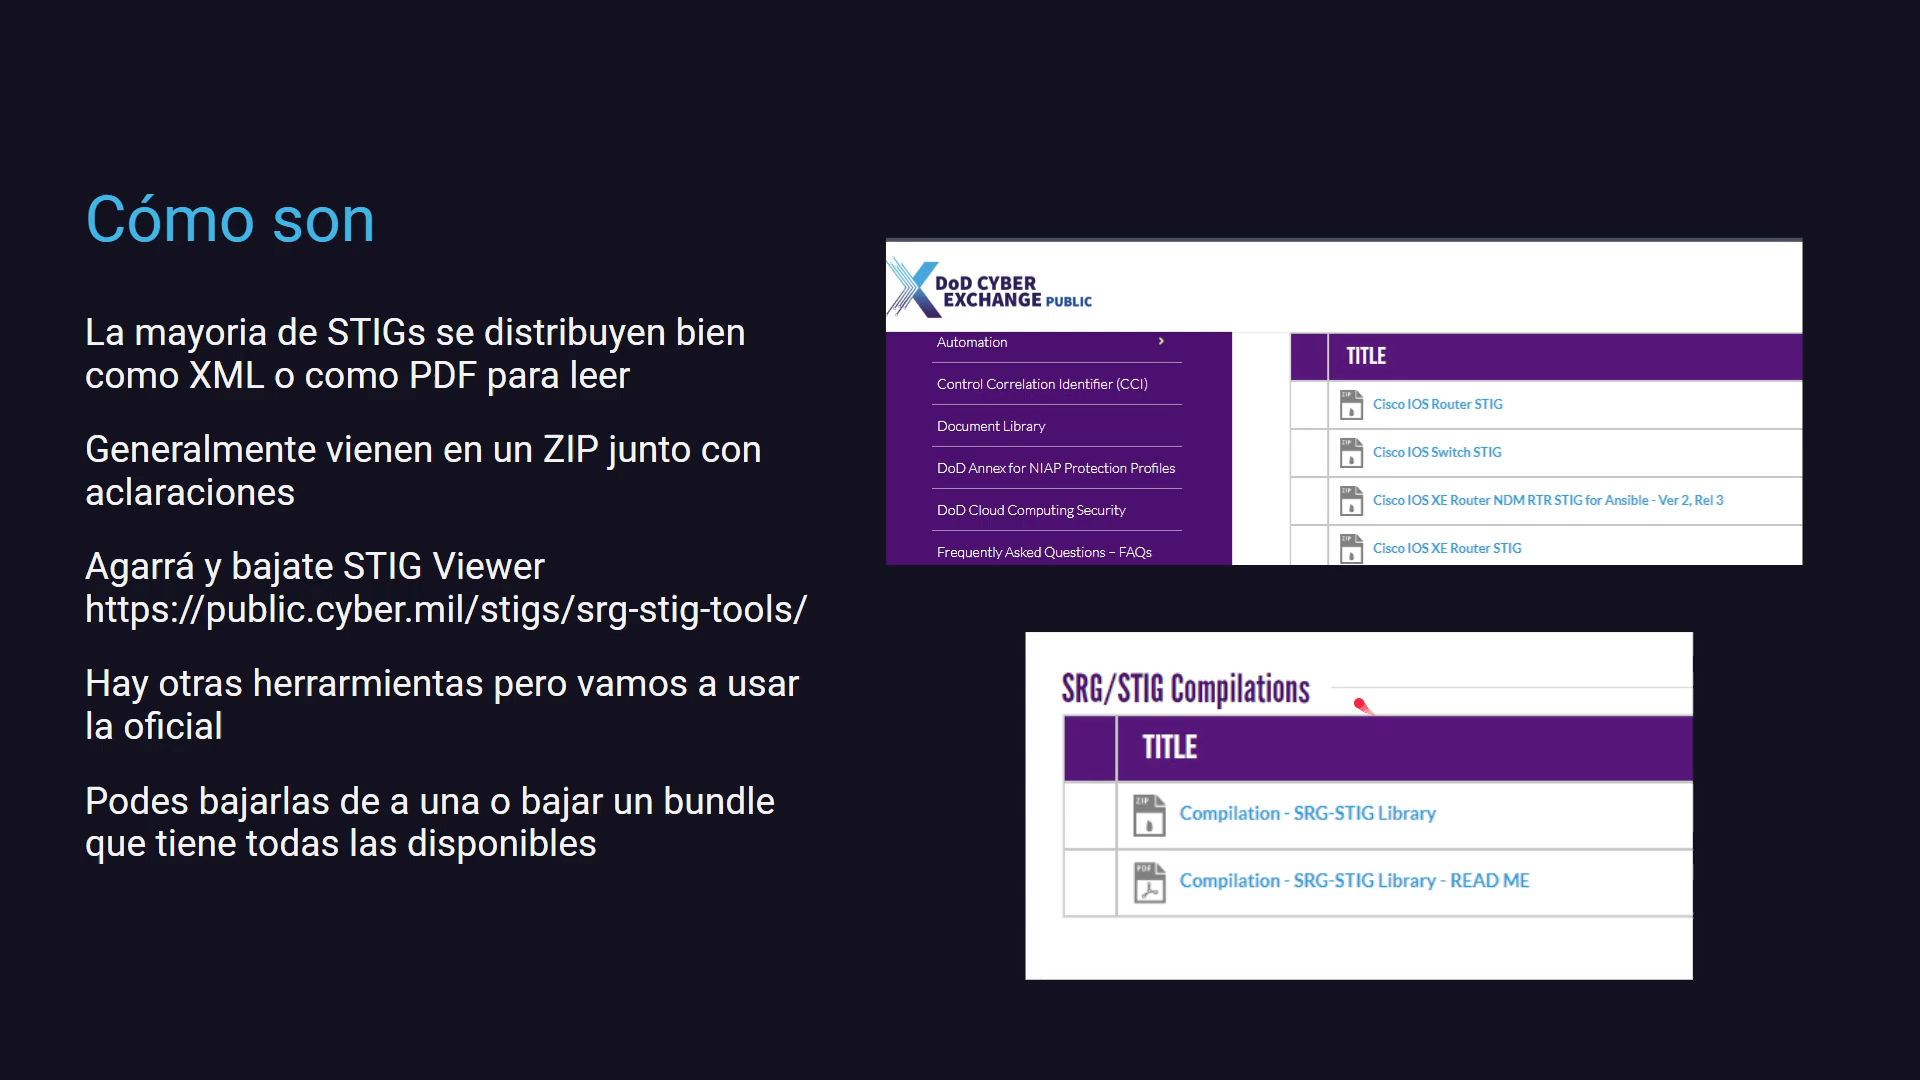 Cómo son
La mayoria de STIGs se distribuyen bien
como XML o como PDF para leer
Generalmente vienen en un ZIP junto con
aclaraciones
Agarrá y bajate STIG Viewer
https://public.cyber.mil/stigs/srg-stig-tools/
Hay otras herrarmientas pero vamos a usar
la oficial
Podes bajarlas de a una o bajar un bundle
que tiene todas las disponibles
DoD CYBER
EXCHANGE PUBLIC
Automation
Control Correlation Identifier (CCI)
Document Library
DoD Annex for NIAP Protection Profiles
DoD Cloud Computing Security
Frequently Asked Questions – FAQs
TITLE
ZIP
Cisco IOS Router STIG
ZIP
Cisco IOS Switch STIG
ZIP
Cisco IOS XE Router NDM RTR STIG for Ansible - Ver 2, Rel 3
ZIP
Cisco IOS XE Router STIG
SRG/STIG Compilations
TITLE
ZIP
Compilation - SRG-STIG Library
PDF
Compilation - SRG-STIG Library - READ ME